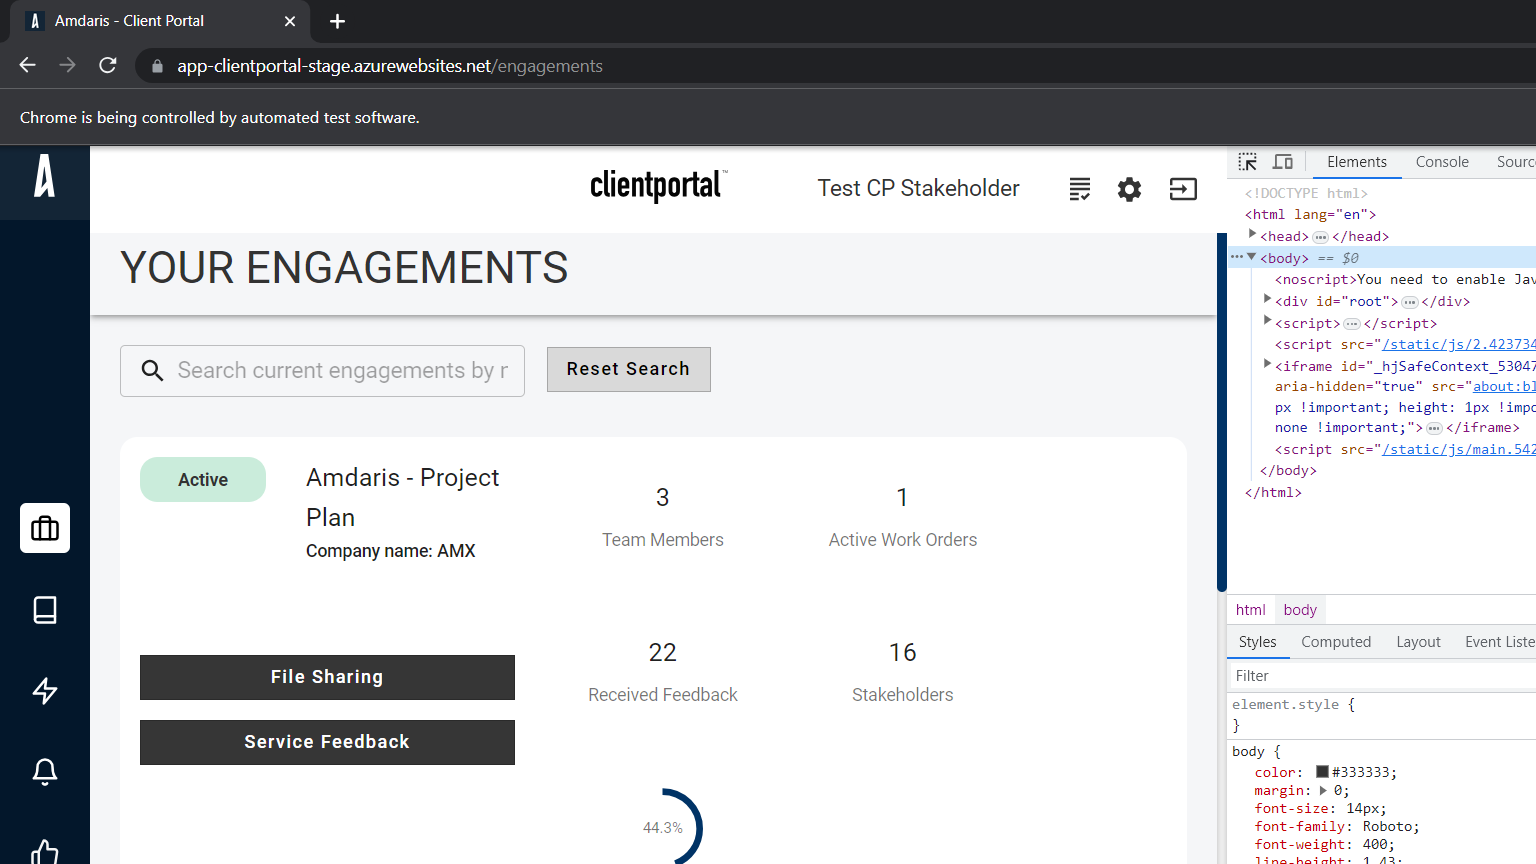 Amdaris - Client Portal
app-clientportal-stage.azurewebsites.net/engagements
Chrome is being controlled by automated test software.
clientportal™
Test CP Stakeholder
YOUR ENGAGEMENTS
Search current engagements by r
Reset Search
Active
Amdaris - Project
Plan
Company name: AMX
3
Team Members
1
Active Work Orders
22
Received Feedback
16
Stakeholders
File Sharing
Service Feedback
44.3%
Elements Console Sourc
<!DOCTYPE html>
<html lang="en">
<head> ••• </head>
••• <body> == $0
<noscript>You need to enable Jav
<div id="root"> ••• </div>
<script> ••• </script>
<script src="/static/js/2.423734
<iframe id="_hjSafeContext_53047
aria-hidden="true" src="about:bl
px !important; height: 1px !impo
none !important;"> ••• </iframe>
<script src="/static/js/main.542
</body>
</html>
html body
Styles Computed Layout Event Liste
Filter
element.style {
}
body {
color: #333333;
margin: 0;
font-size: 14px;
font-family: Roboto;
font-weight: 400;
line-height: 1.43;